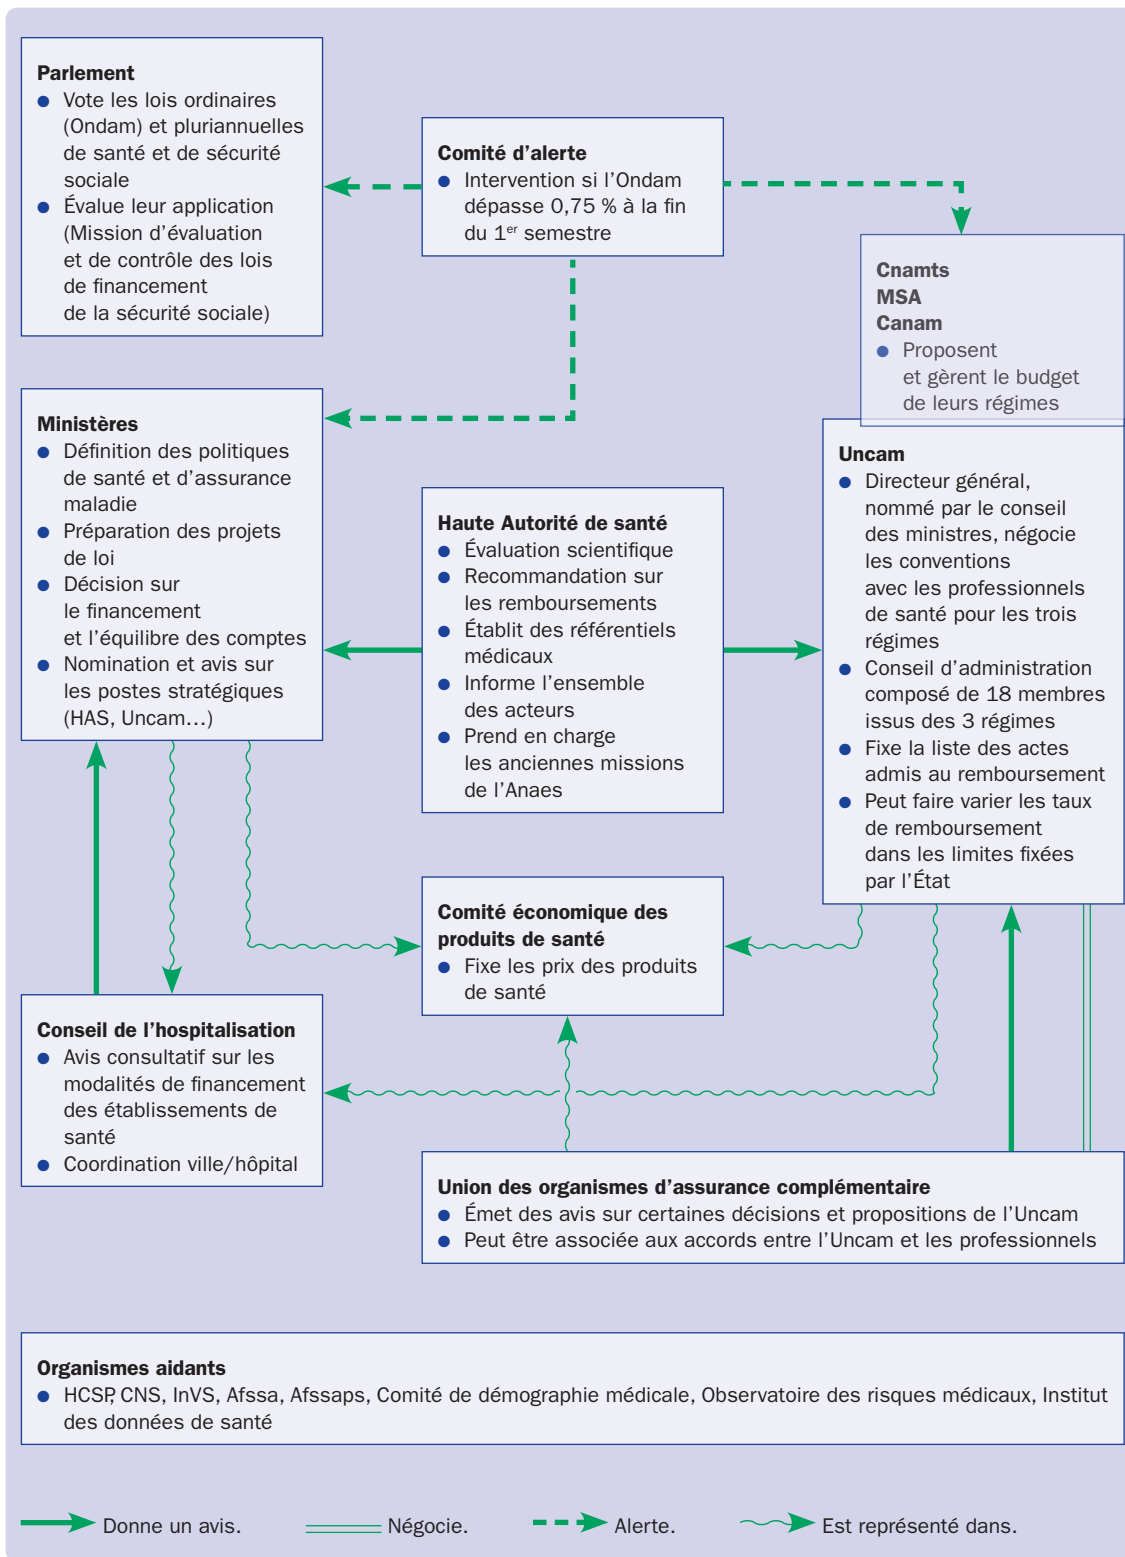 Parlement
● Vote les lois ordinaires
(Ondam) et pluriannuelles
de santé et de sécurité
sociale
● Évalue leur application
(Mission d'évaluation
et de contrôle des lois
de financement
de la sécurité sociale)
Comité d'alerte
● Intervention si l'Ondam
dépasse 0,75 % à la fin
du 1er semestre
Cnamts
MSA
Canam
● Proposent
et gèrent le budget
de leurs régimes
Ministères
● Définition des politiques
de santé et d'assurance
maladie
● Préparation des projets
de loi
● Décision sur
le financement
et l'équilibre des comptes
● Nomination et avis sur
les postes stratégiques
(HAS, Uncam…)
Haute Autorité de santé
● Évaluation scientifique
● Recommandation sur
les remboursements
● Établit des référentiels
médicaux
● Informe l'ensemble
des acteurs
● Prend en charge
les anciennes missions
de l'Anaes
Uncam
● Directeur général,
nommé par le conseil
des ministres, négocie
les conventions
avec les professionnels
de santé pour les trois
régimes
● Conseil d'administration
composé de 18 membres
issus des 3 régimes
● Fixe la liste des actes
admis au remboursement
● Peut faire varier les taux
de remboursement
dans les limites fixées
par l'État
Comité économique des
produits de santé
● Fixe les prix des produits
de santé
Conseil de l'hospitalisation
● Avis consultatif sur les
modalités de financement
des établissements de
santé
● Coordination ville/hôpital
Union des organismes d'assurance complémentaire
● Émet des avis sur certaines décisions et propositions de l'Uncam
● Peut être associée aux accords entre l'Uncam et les professionnels
Organismes aidants
● HCSP, CNS, InVS, Afssa, Afssaps, Comité de démographie médicale, Observatoire des risques médicaux, Institut
des données de santé
Donne un avis.
Négocie.
Alerte.
Est représenté dans.